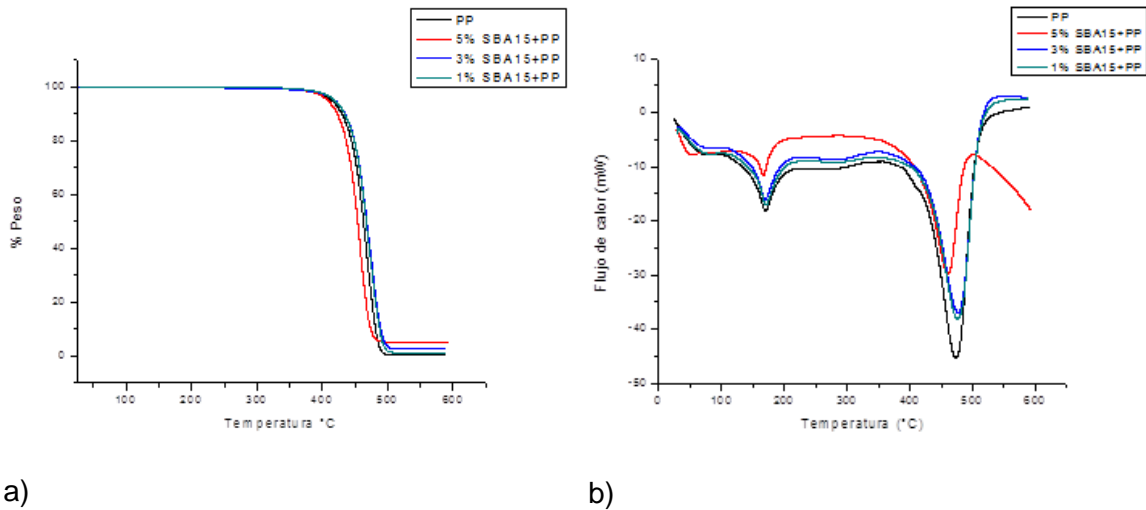 PP
5% SBA15+PP
3% SBA15+PP
1% SBA15+PP
100
80
60
40
20
0
% Peso
100
200
300
400
500
600
Temperatura °C
a)
PP
5% SBA15+PP
3% SBA15+PP
1% SBA15+PP
10
0
-10
-20
-30
-40
-50
Flujo de calor (mW)
0
100
200
300
400
500
600
Temperatura (°C)
b)